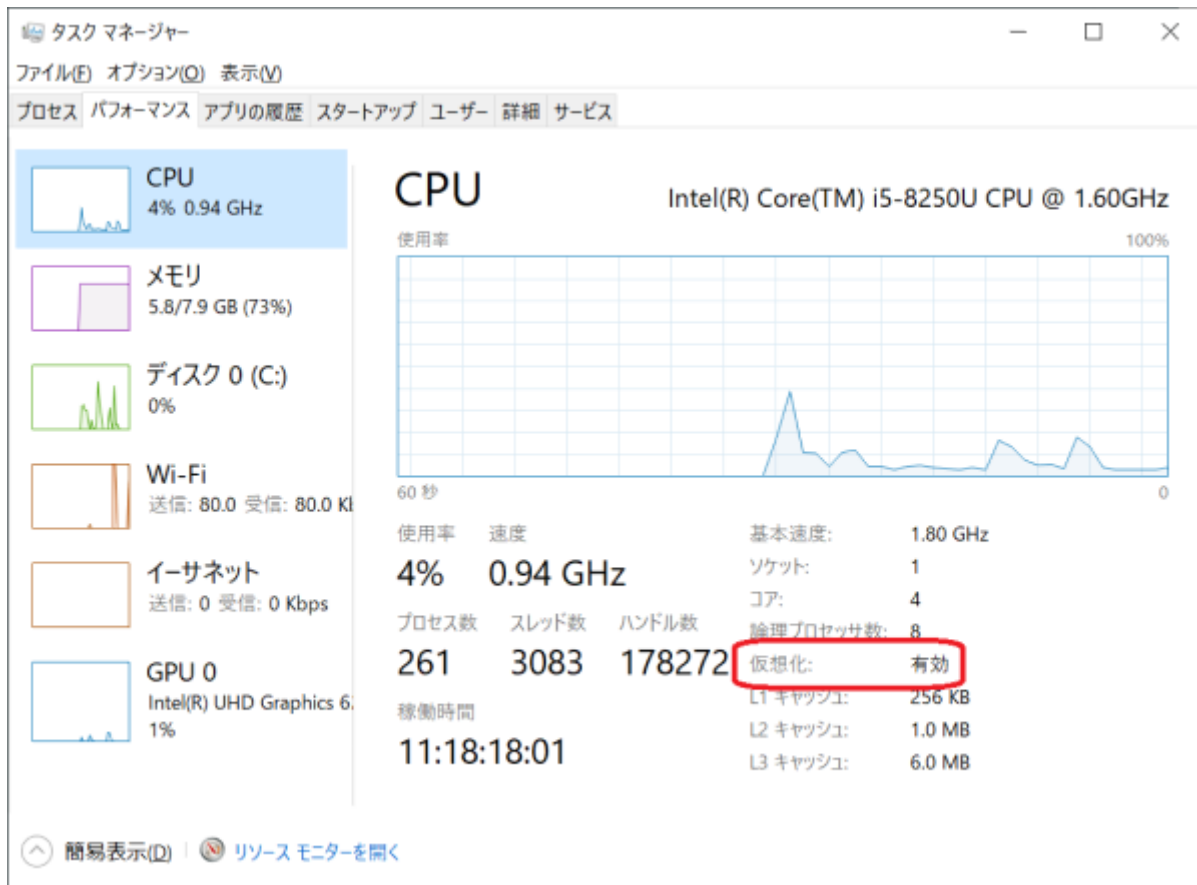 タスク マネージャー
ファイル(F) オプション(O) 表示(V)
プロセス パフォーマンス アプリの履歴 スタートアップ ユーザー 詳細 サービス
CPU
4% 0.94 GHz
メモリ
5.8/7.9 GB (73%)
ディスク 0 (C:)
0%
Wi-Fi
送信: 80.0 受信: 80.0 Kb
イーサネット
送信: 0 受信: 0 Kbps
GPU 0
Intel(R) UHD Graphics 62
1%
CPU Intel(R) Core(TM) i5-8250U CPU @ 1.60GHz
使用率 100%
60 秒 0
使用率 速度
4% 0.94 GHz
プロセス数 スレッド数 ハンドル数
261 3083 178272
稼働時間
11:18:18:01
基本速度: 1.80 GHz
ソケット: 1
コア: 4
論理プロセッサ数: 8
仮想化: 有効
L1 キャッシュ: 256 KB
L2 キャッシュ: 1.0 MB
L3 キャッシュ: 6.0 MB
簡易表示(D) リソース モニターを開く